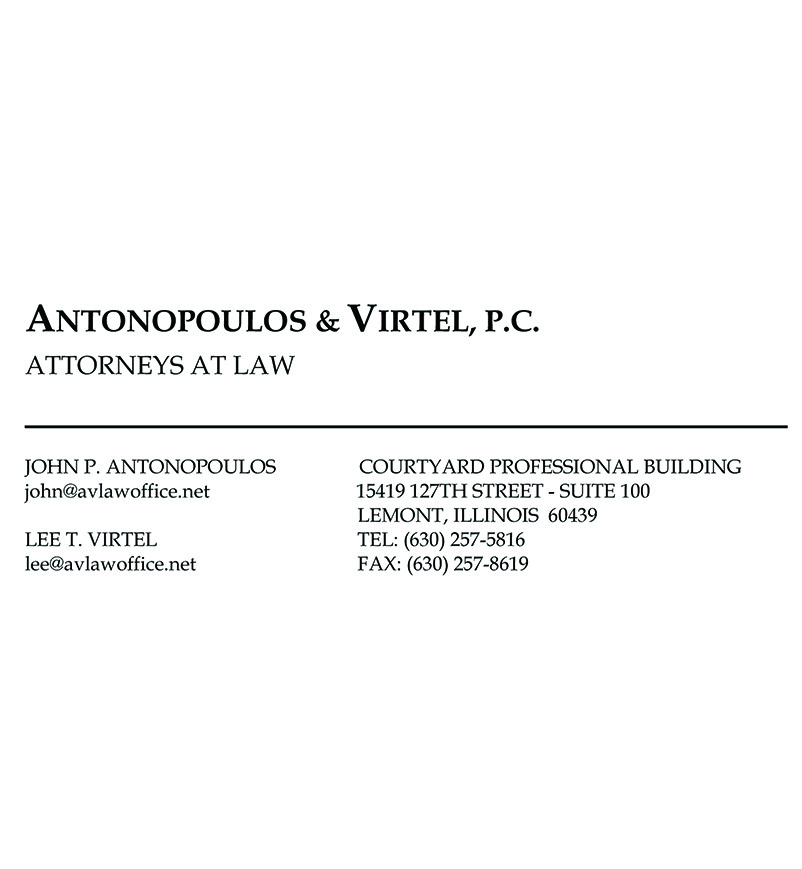 ANTONOPOULOS & VIRTEL, P.C.
ATTORNEYS AT LAW
JOHN P. ANTONOPOULOS
john@avlawoffice.net
LEE T. VIRTEL
lee@avlawoffice.net
COURTYARD PROFESSIONAL BUILDING
15419 127TH STREET - SUITE 100
LEMONT, ILLINOIS 60439
TEL: (630) 257-5816
FAX: (630) 257-8619